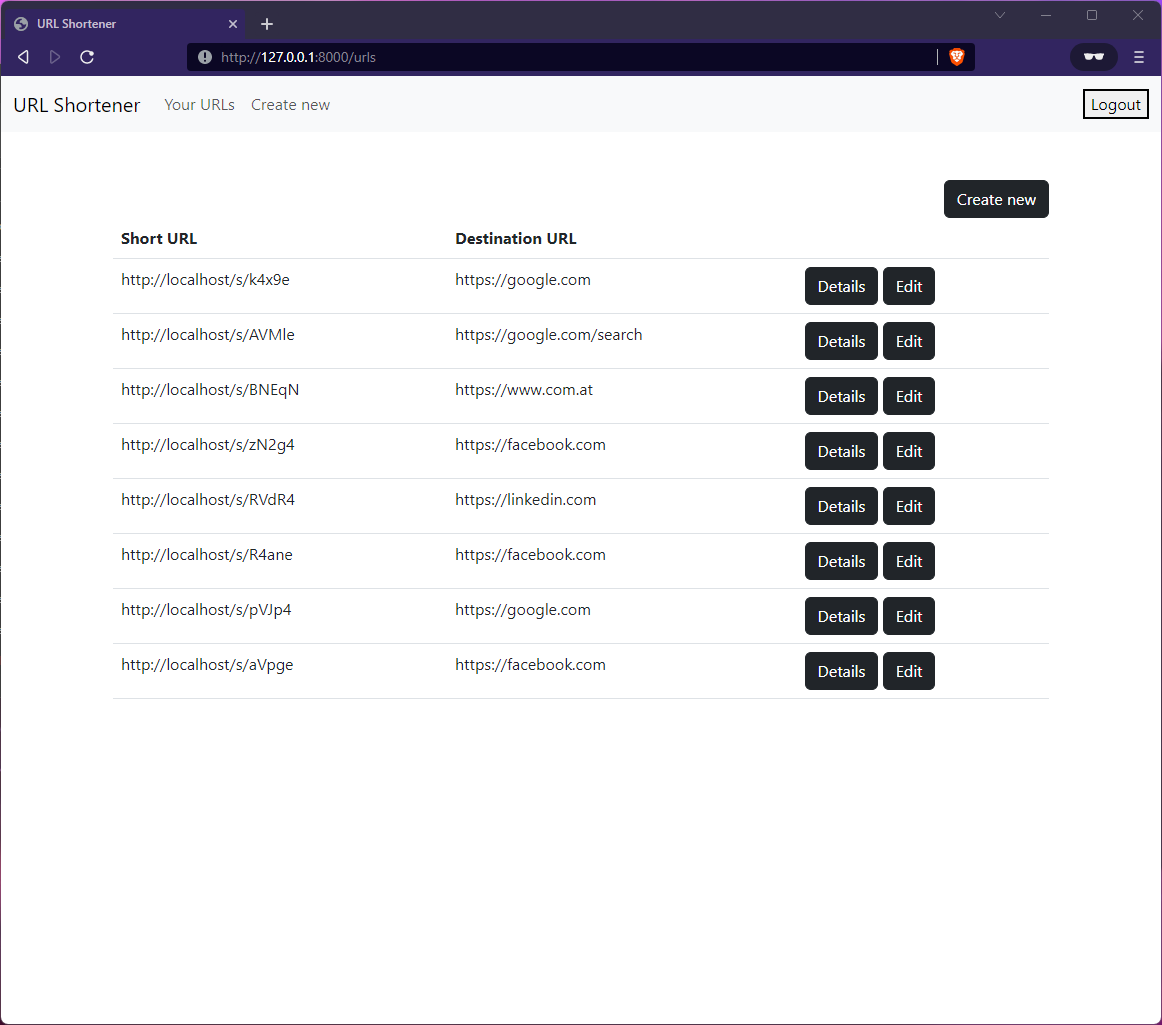 URL Shortener
http://127.0.0.1:8000/urls
URL Shortener Your URLs Create new Logout
Create new
Short URL Destination URL
http://localhost/s/k4x9e https://google.com Details Edit
http://localhost/s/AVMle https://google.com/search Details Edit
http://localhost/s/BNEqN https://www.com.at Details Edit
http://localhost/s/zN2g4 https://facebook.com Details Edit
http://localhost/s/RVdR4 https://linkedin.com Details Edit
http://localhost/s/R4ane https://facebook.com Details Edit
http://localhost/s/pVJp4 https://google.com Details Edit
http://localhost/s/aVpge https://facebook.com Details Edit